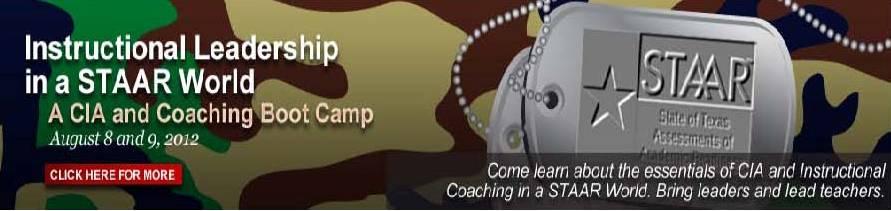 Instructional Leadership
in a STAAR World
A CIA and Coaching Boot Camp
August 8 and 9, 2012
CLICK HERE FOR MORE
STAAR
State of Texas
Assessments of
Academic
Come learn about the essentials of CIA and Instructional
Coaching in a STAAR World. Bring leaders and lead teachers.